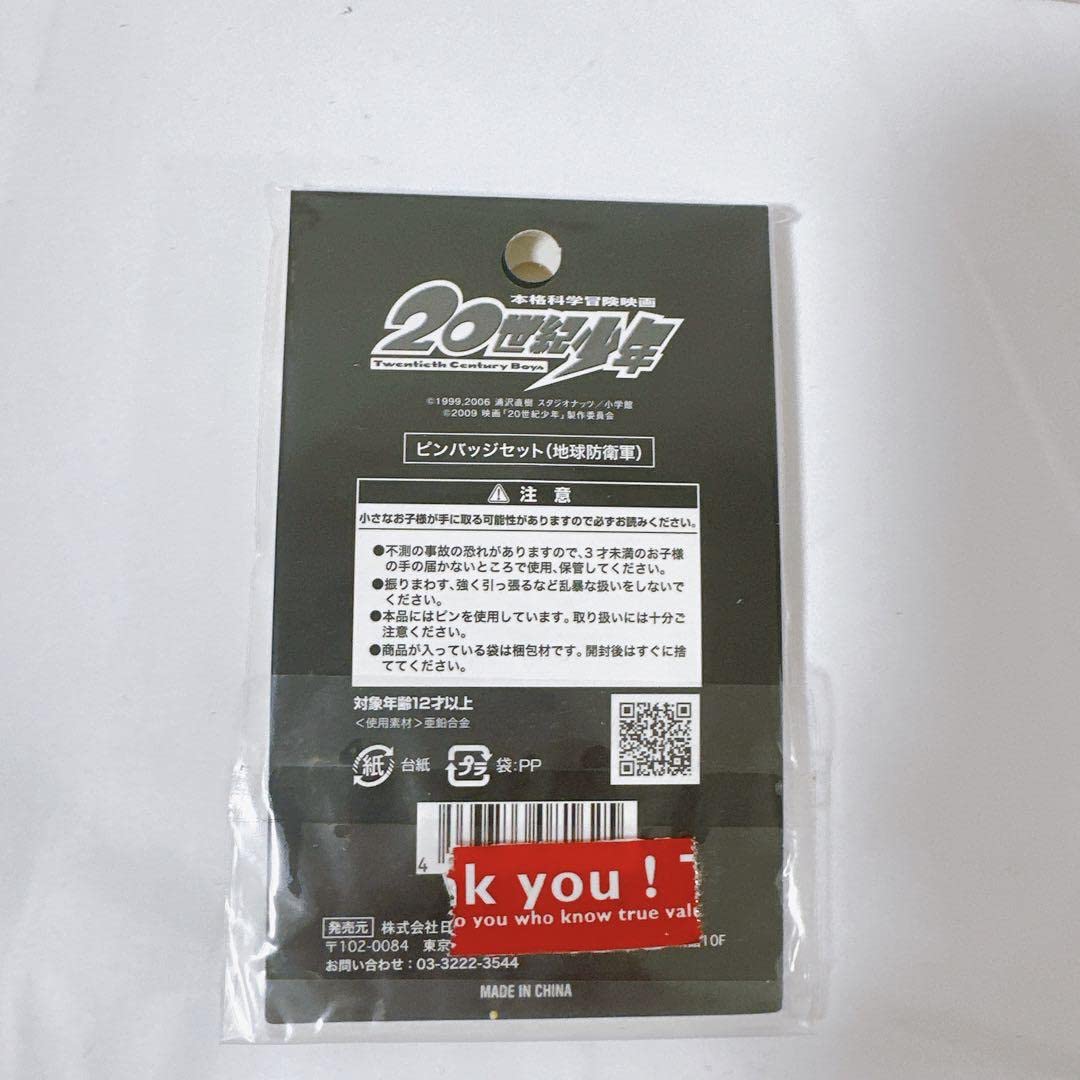 本格科学冒険映画
20世紀少年
Twentieth Century Boys
©1999,2006 浦沢直樹 スタジオナッツ/小学館
©2009 映画「20世紀少年」製作委員会
ピンバッジセット(地球防衛軍)
注意
小さなお子様が手に取る可能性がありますので必ずお読みください。
●不測の事故の恐れがありますので、3才未満のお子様
の手の届かないところで使用、保管してください。
●振りまわす、強く引っ張るなど乱暴な扱いをしないで
ください。
●本品にはピンを使用しています。取り扱いには十分ご
注意ください。
●商品が入っている袋は梱包材です。開封後はすぐに捨
ててください。
対象年齢12才以上
<使用素材>亜鉛合金
紙 台紙 プラ 袋:PP
4
k you ! T
o you who know true val
発売元 株式会社日
〒102-0084 東京 10F
お問い合わせ:03-3222-3544
MADE IN CHINA